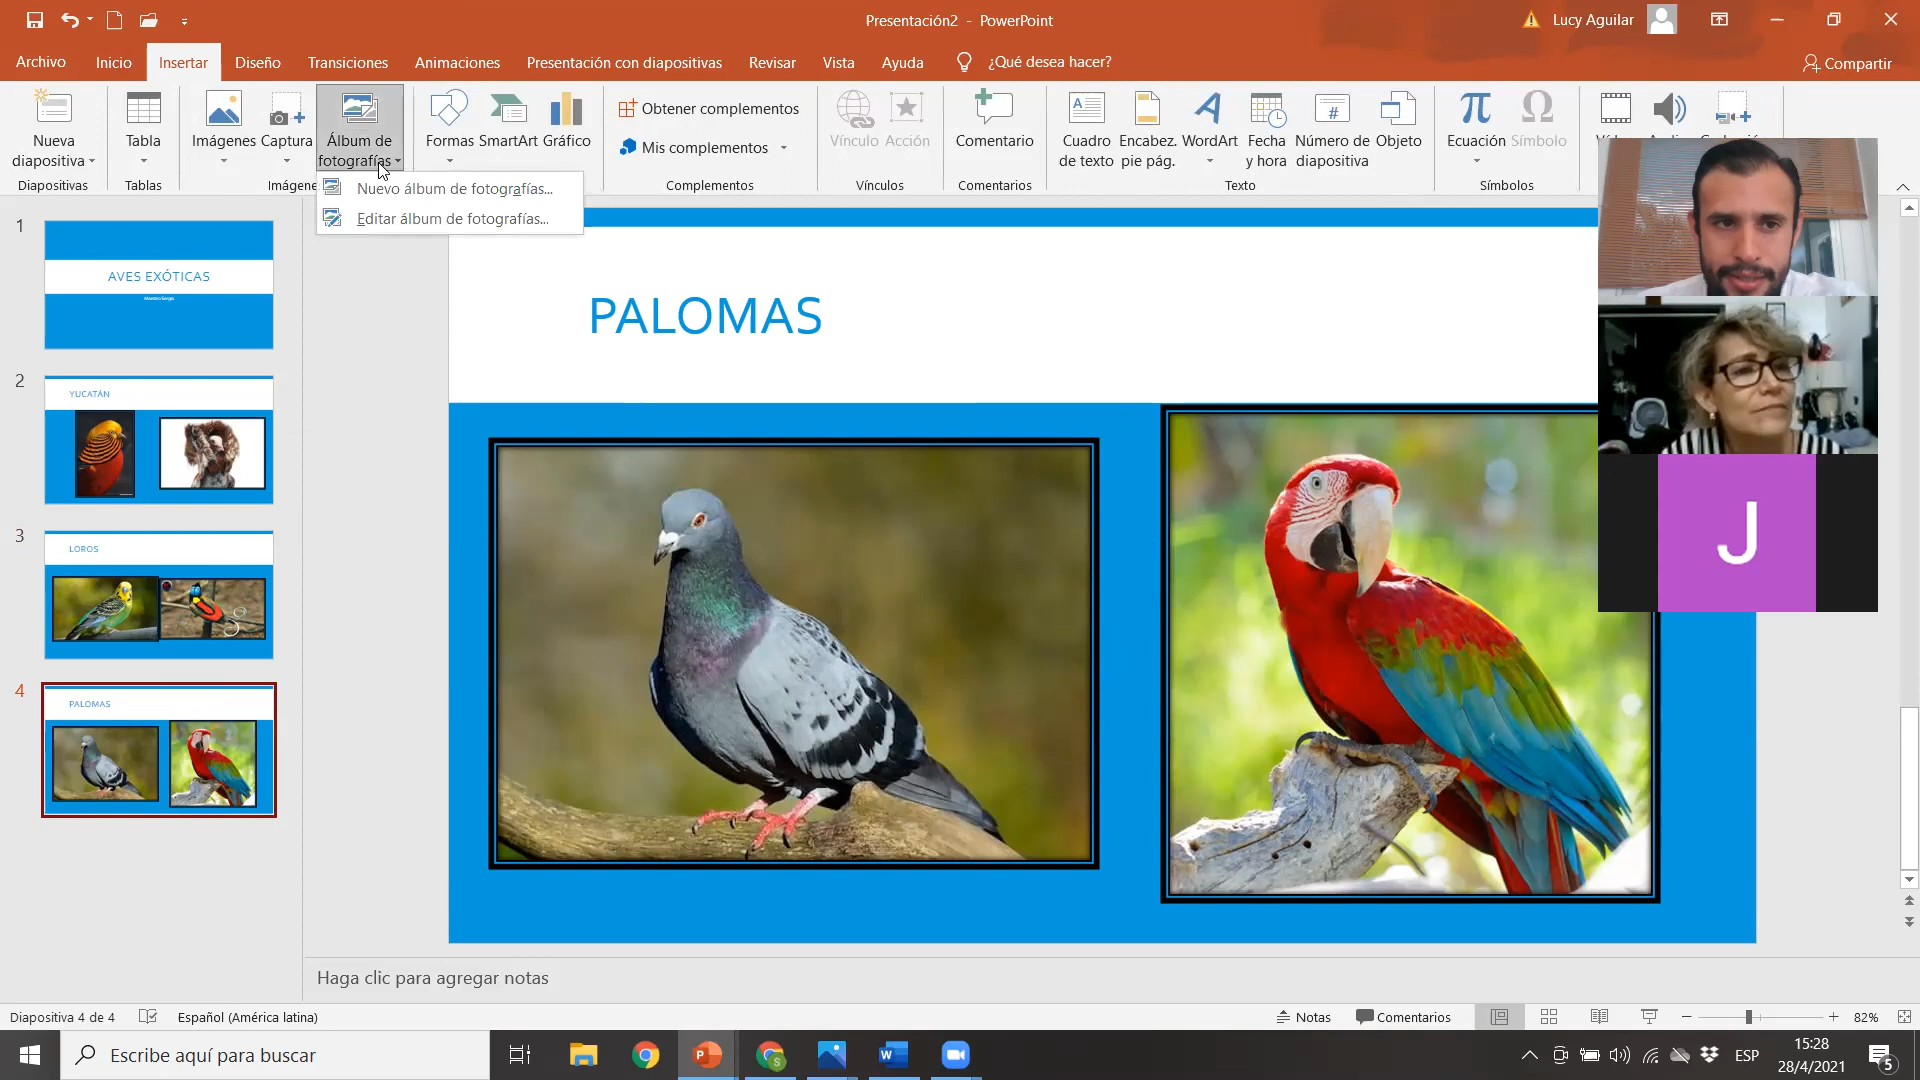 Presentación2 - PowerPoint
Lucy Aguilar
Archivo Inicio Insertar Diseño Transiciones Animaciones Presentación con diapositivas Revisar Vista Ayuda ¿Qué desea hacer? Compartir
Nueva diapositiva
Tabla
Imágenes
Captura
Álbum de fotografías
Formas
SmartArt
Gráfico
Obtener complementos
Mis complementos
Vínculo
Acción
Comentario
Cuadro de texto
Encabez. pie pág.
WordArt
Fecha y hora
Número de diapositiva
Objeto
Ecuación
Símbolo
Diapositivas Tablas Imágene Complementos Vínculos Comentarios Texto Símbolos
Nuevo álbum de fotografías...
Editar álbum de fotografías...
1
AVES EXÓTICAS
Maestro Sergio
2
YUCATÁN
3
LOROS
4
PALOMAS
PALOMAS
J
Haga clic para agregar notas
Diapositiva 4 de 4 Español (América latina) Notas Comentarios 82%
Escribe aquí para buscar
ESP
15:28
28/4/2021
5